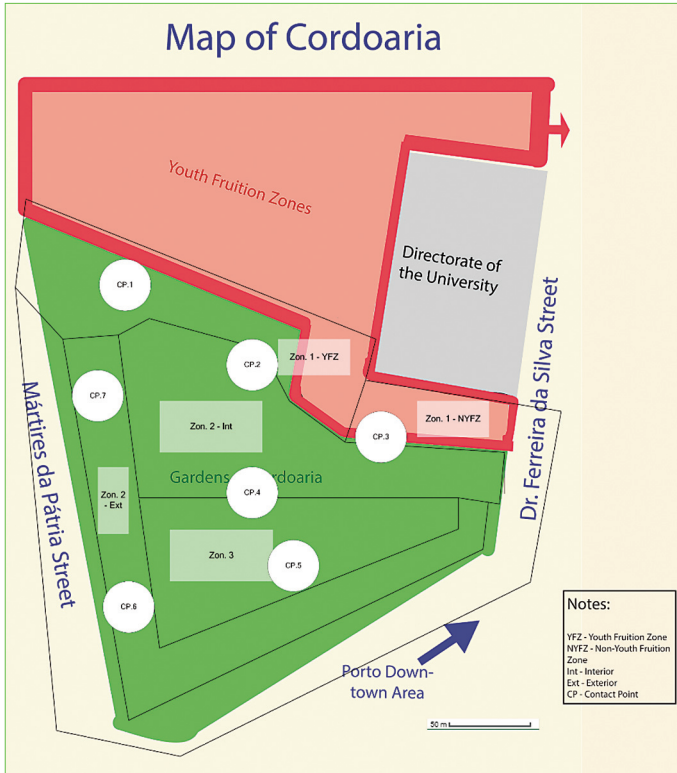 Map of Cordoaria
Youth Fruition Zones
Directorate of
the University
CP.1
CP.2
Zon. 1 - YFZ
CP.7
Zon. 1 - NYFZ
Zon. 2 - Int
CP.3
Gardens
ordoaria
CP.4
Zon. 2
- Ext
Zon. 3
CP.5
CP.6
Mártires da Pátria Street
Dr. Ferreira da Silva Street
Porto Down-
town Area
50 m
Notes:
YFZ - Youth Fruition Zone
NYFZ - Non-Youth Fruition
Zone
Int - Interior
Ext - Exterior
CP - Contact Point